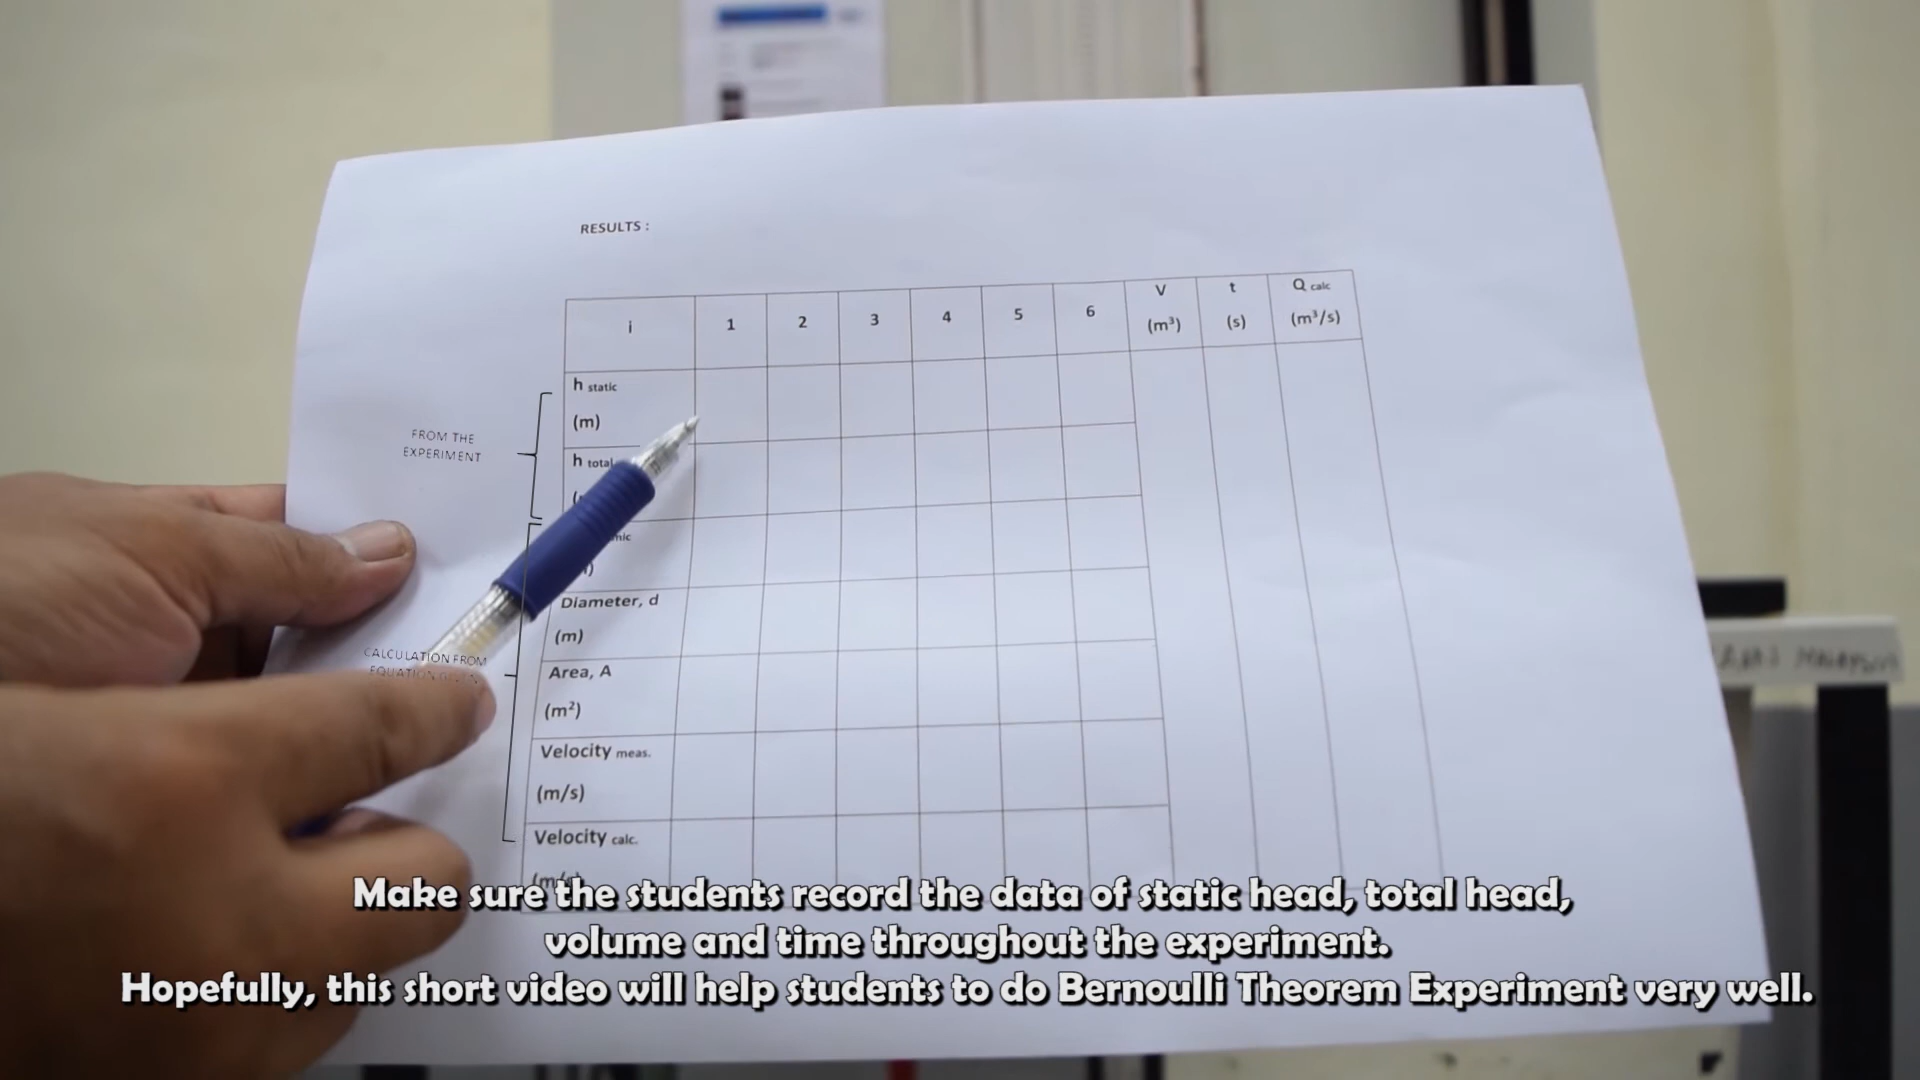 RESULTS :
i 1 2 3 4 5 6 V (m³) t (s) Q calc (m³/s)
h static
(m)
FROM THE
EXPERIMENT
h total
Diameter, d
(m)
CALCULATION FROM
EQUATION GIVEN
Area, A
(m²)
Velocity meas.
(m/s)
Velocity calc.
(m/s)
Make sure the students record the data of static head, total head,
volume and time throughout the experiment.
Hopefully, this short video will help students to do Bernoulli Theorem Experiment very well.